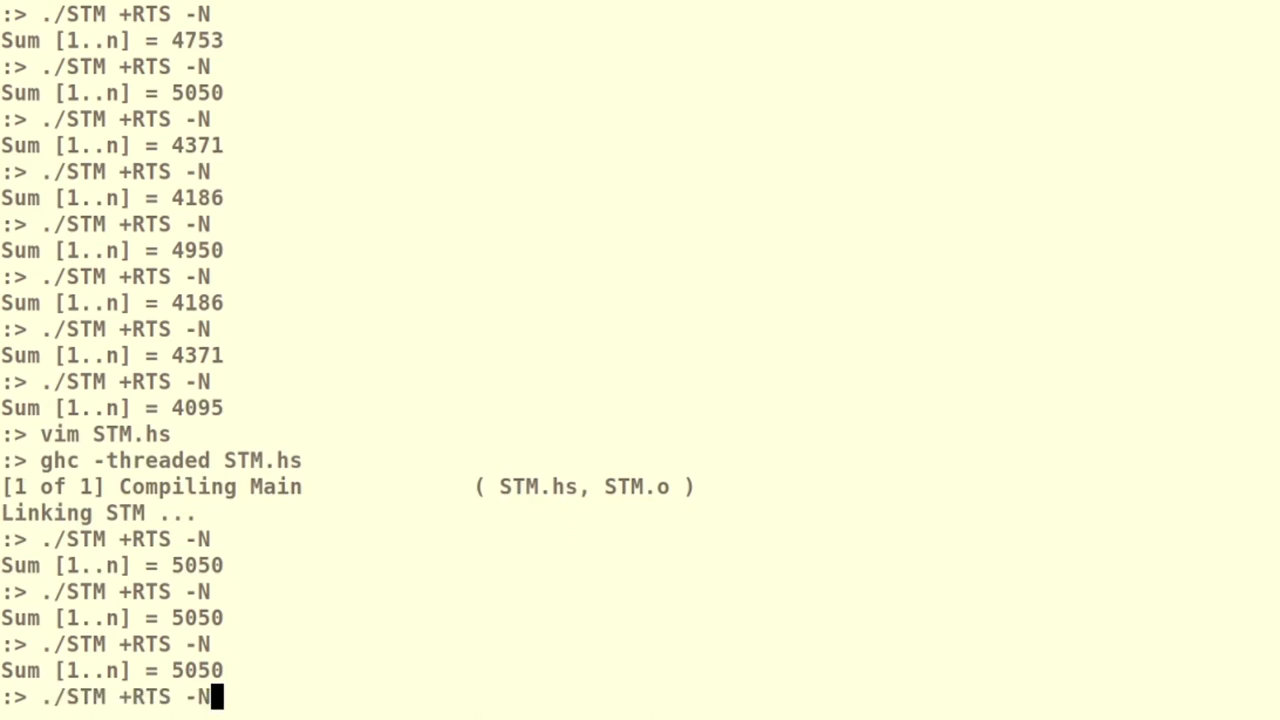 :> ./STM +RTS -N
Sum [1..n] = 4753
:> ./STM +RTS -N
Sum [1..n] = 5050
:> ./STM +RTS -N
Sum [1..n] = 4371
:> ./STM +RTS -N
Sum [1..n] = 4186
:> ./STM +RTS -N
Sum [1..n] = 4950
:> ./STM +RTS -N
Sum [1..n] = 4186
:> ./STM +RTS -N
Sum [1..n] = 4371
:> ./STM +RTS -N
Sum [1..n] = 4095
:> vim STM.hs
:> ghc -threaded STM.hs
[1 of 1] Compiling Main             ( STM.hs, STM.o )
Linking STM ...
:> ./STM +RTS -N
Sum [1..n] = 5050
:> ./STM +RTS -N
Sum [1..n] = 5050
:> ./STM +RTS -N
Sum [1..n] = 5050
:> ./STM +RTS -N